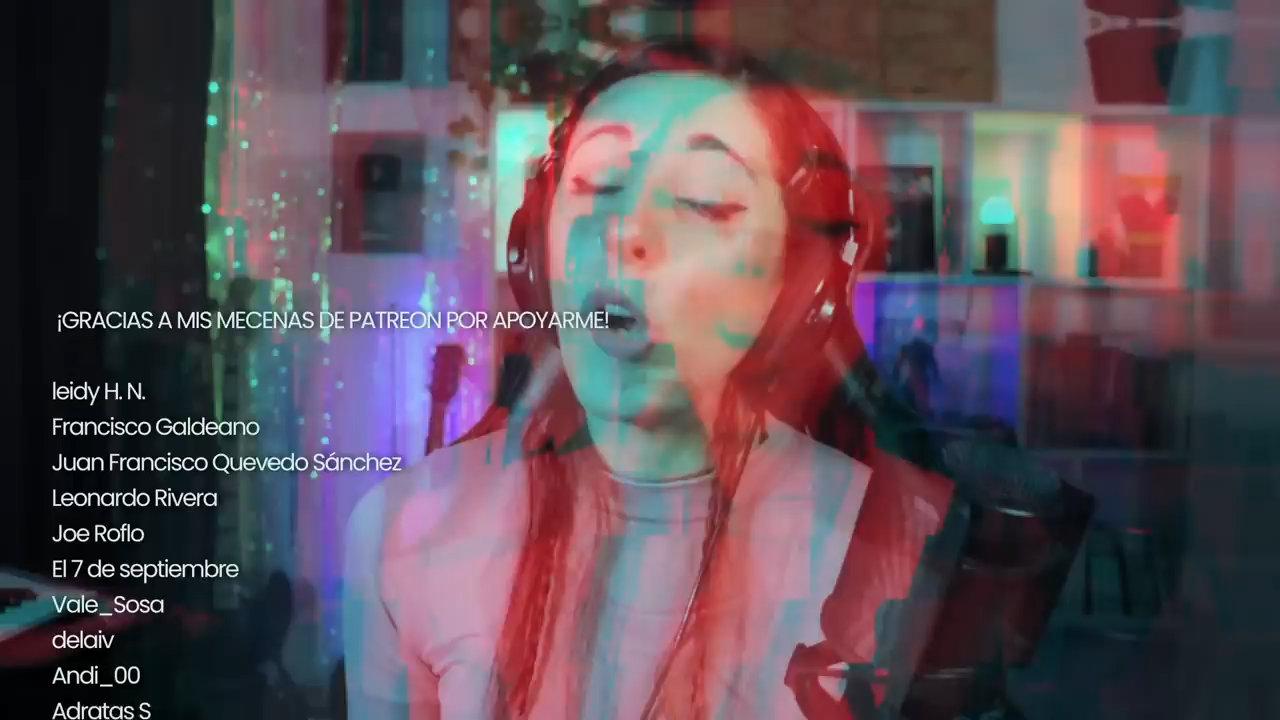 ¡GRACIAS A MIS MECENAS DE PATREON POR APOYARME!
leidy H. N.
Francisco Galdeano
Juan Francisco Quevedo Sánchez
Leonardo Rivera
Joe Roflo
El 7 de septiembre
Vale_Sosa
delaiv
Andi_00
Adratas S